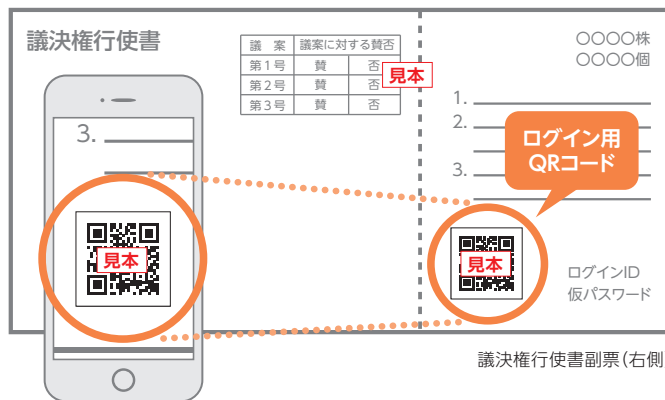 議決権行使書
議 案 議案に対する賛否
第1号 賛 否
第2号 賛 否
第3号 賛 否
見本
○○○○株
○○○○個
1.
2.
3.
ログイン用
QRコード
3.
見本
見本
ログインID
仮パスワード
議決権行使書副票(右側